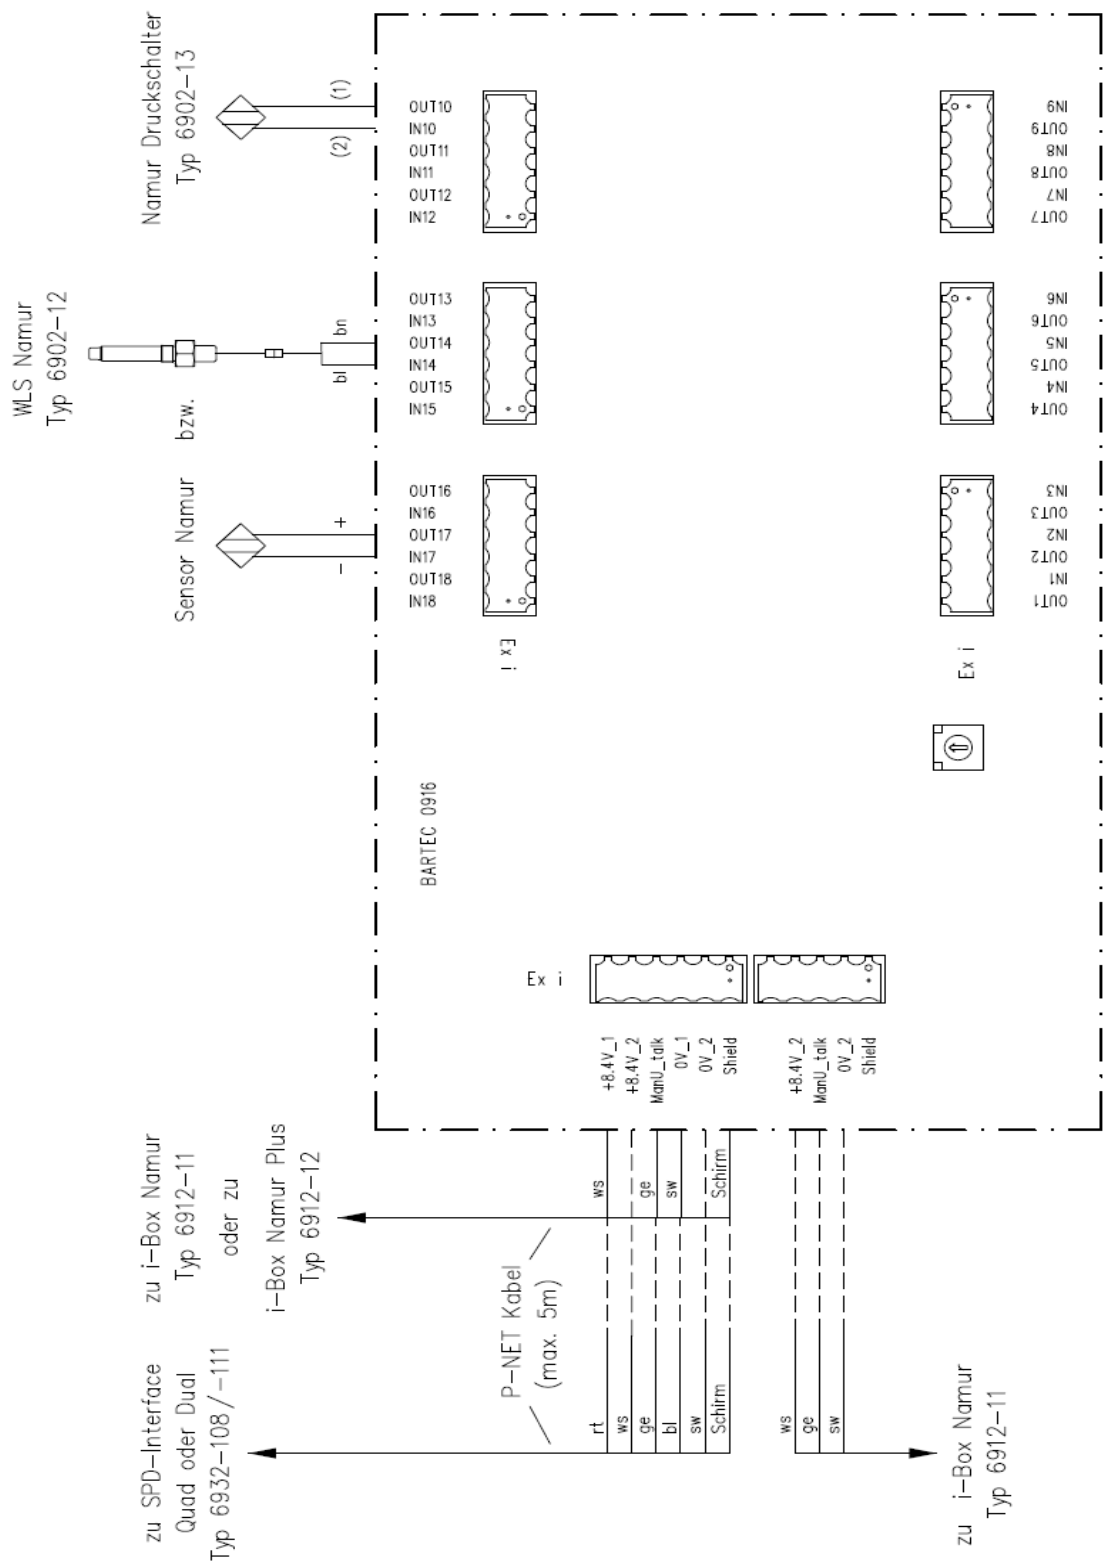 Namur Druckschalter
Typ 6902-13
(1)
(2)
WLS Namur
Typ 6902-12
bzw.
bn
bl
Sensor Namur
+
-
OUT10
IN10
OUT11
IN11
OUT12
IN12
OUT13
IN13
OUT14
IN14
OUT15
IN15
OUT16
IN16
OUT17
IN17
OUT18
IN18
Ex i
IN9
OUT9
IN8
OUT8
IN7
OUT7
IN6
OUT6
IN5
OUT5
IN4
OUT4
IN3
OUT3
IN2
OUT2
IN1
OUT1
Ex i
BARTEC 0916
Ex i
+8.4V_1
+8.4V_2
ManU_talk
0V_1
0V_2
Shield
+8.4V_2
ManU_talk
0V_2
Shield
zu i-Box Namur
Typ 6912-11
oder zu
i-Box Namur Plus
Typ 6912-12
ws
ge
sw
Schirm
P-NET Kabel
(max. 5m)
zu SPD-Interface
Quad oder Dual
Typ 6932-108/-111
rt
ws
ge
bl
sw
Schirm
ws
ge
sw
zu i-Box Namur
Typ 6912-11